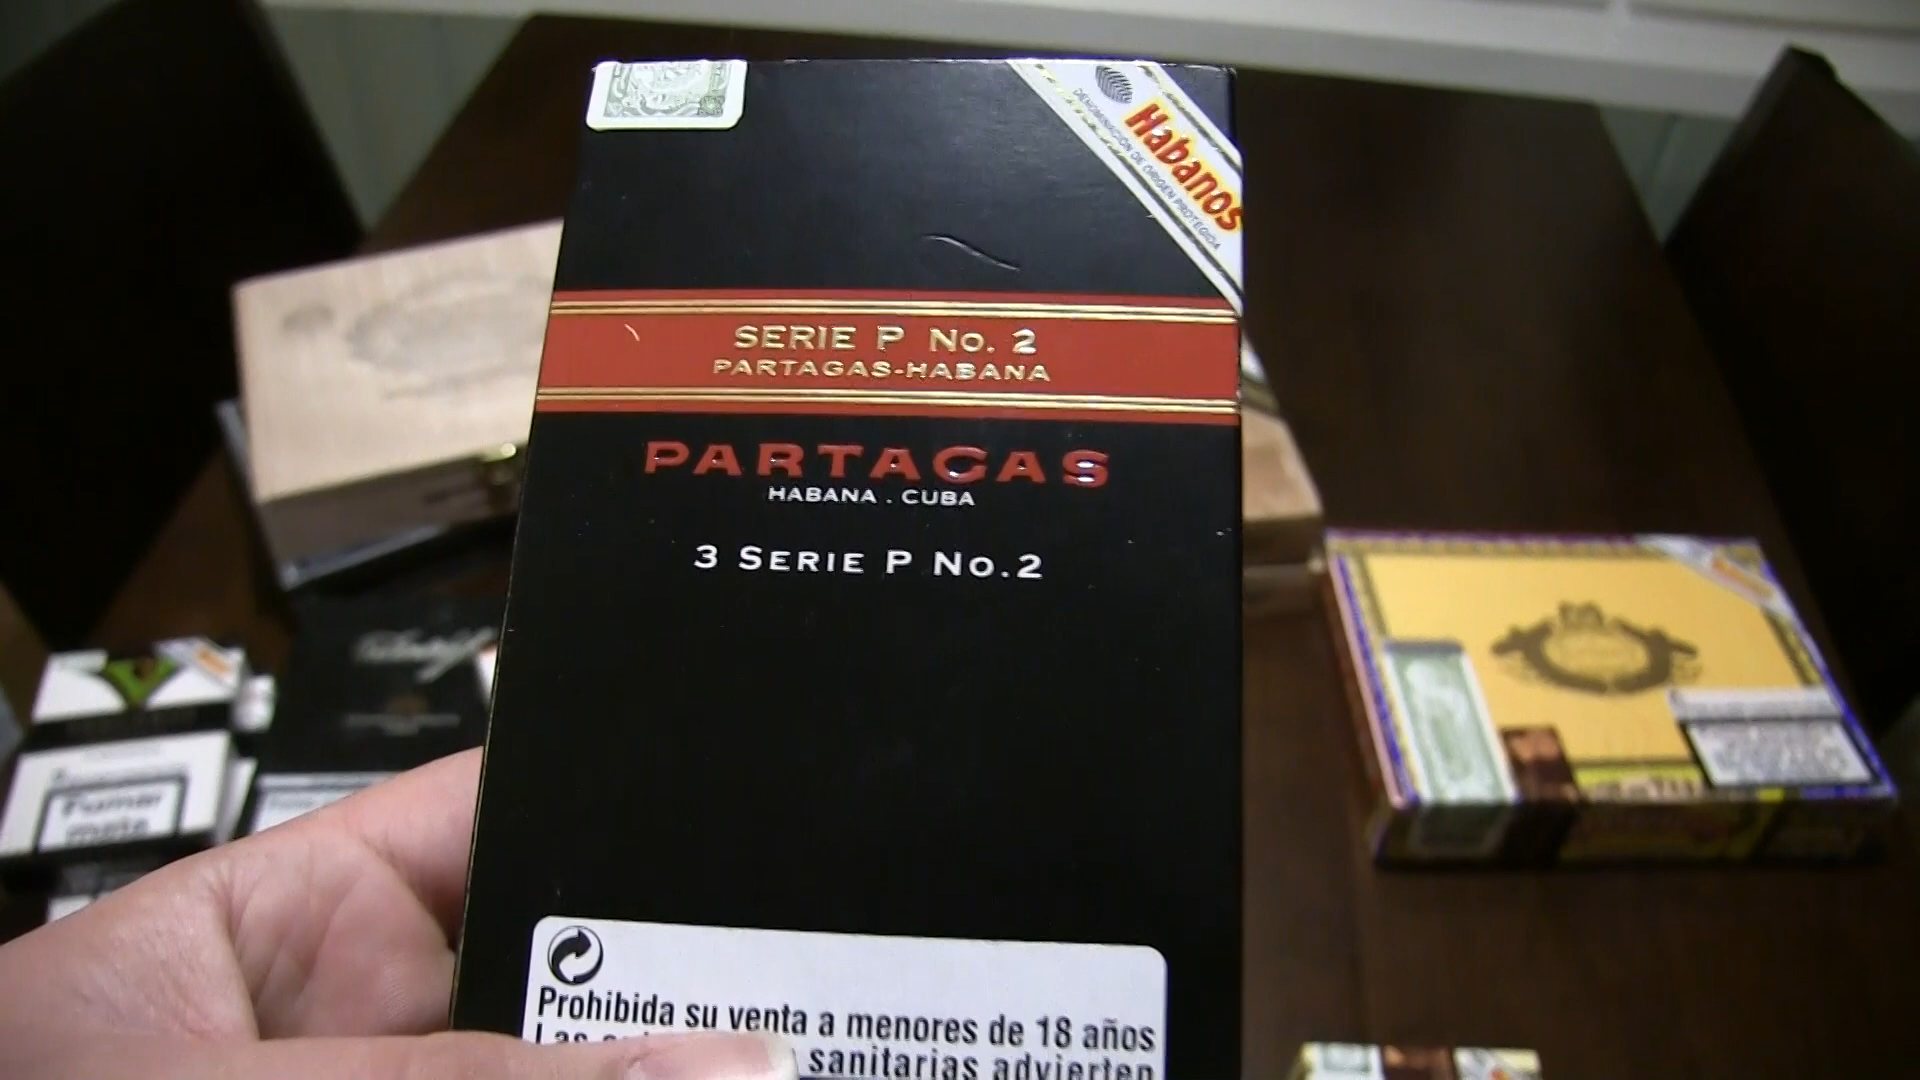 Habanos
DENOMINACIÓN DE ORIGEN PROTEGIDA
SERIE P No. 2
PARTAGAS-HABANA
PARTAGAS
HABANA . CUBA
3 SERIE P No.2
Prohibida su venta a menores de 18 años
Las
sanitarias advierten
Fumar
mata